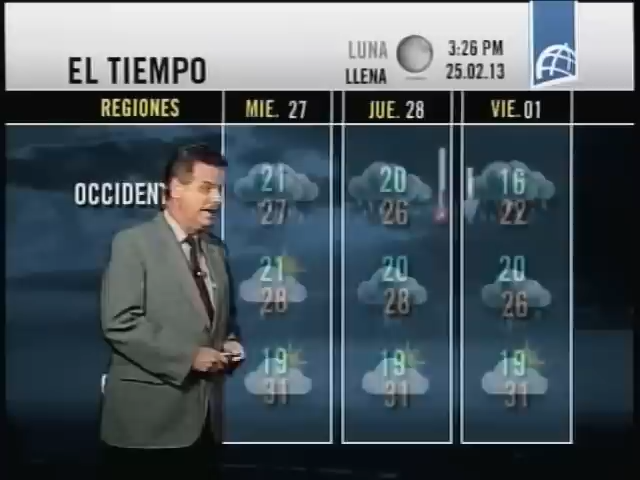 EL TIEMPO
LUNA
LLENA
3:26 PM
25.02.13
REGIONES MIE. 27 JUE. 28 VIE. 01
OCCIDENT 21 20 16
27 26 22
21 20 20
28 28 26
19 19 19
31 31 31